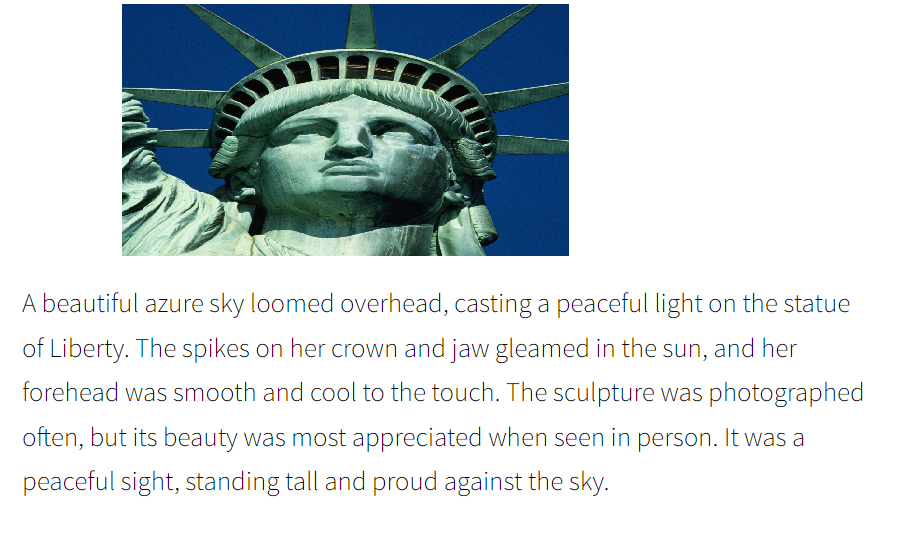 A beautiful azure sky loomed overhead, casting a peaceful light on the statue
of Liberty. The spikes on her crown and jaw gleamed in the sun, and her
forehead was smooth and cool to the touch. The sculpture was photographed
often, but its beauty was most appreciated when seen in person. It was a
peaceful sight, standing tall and proud against the sky.